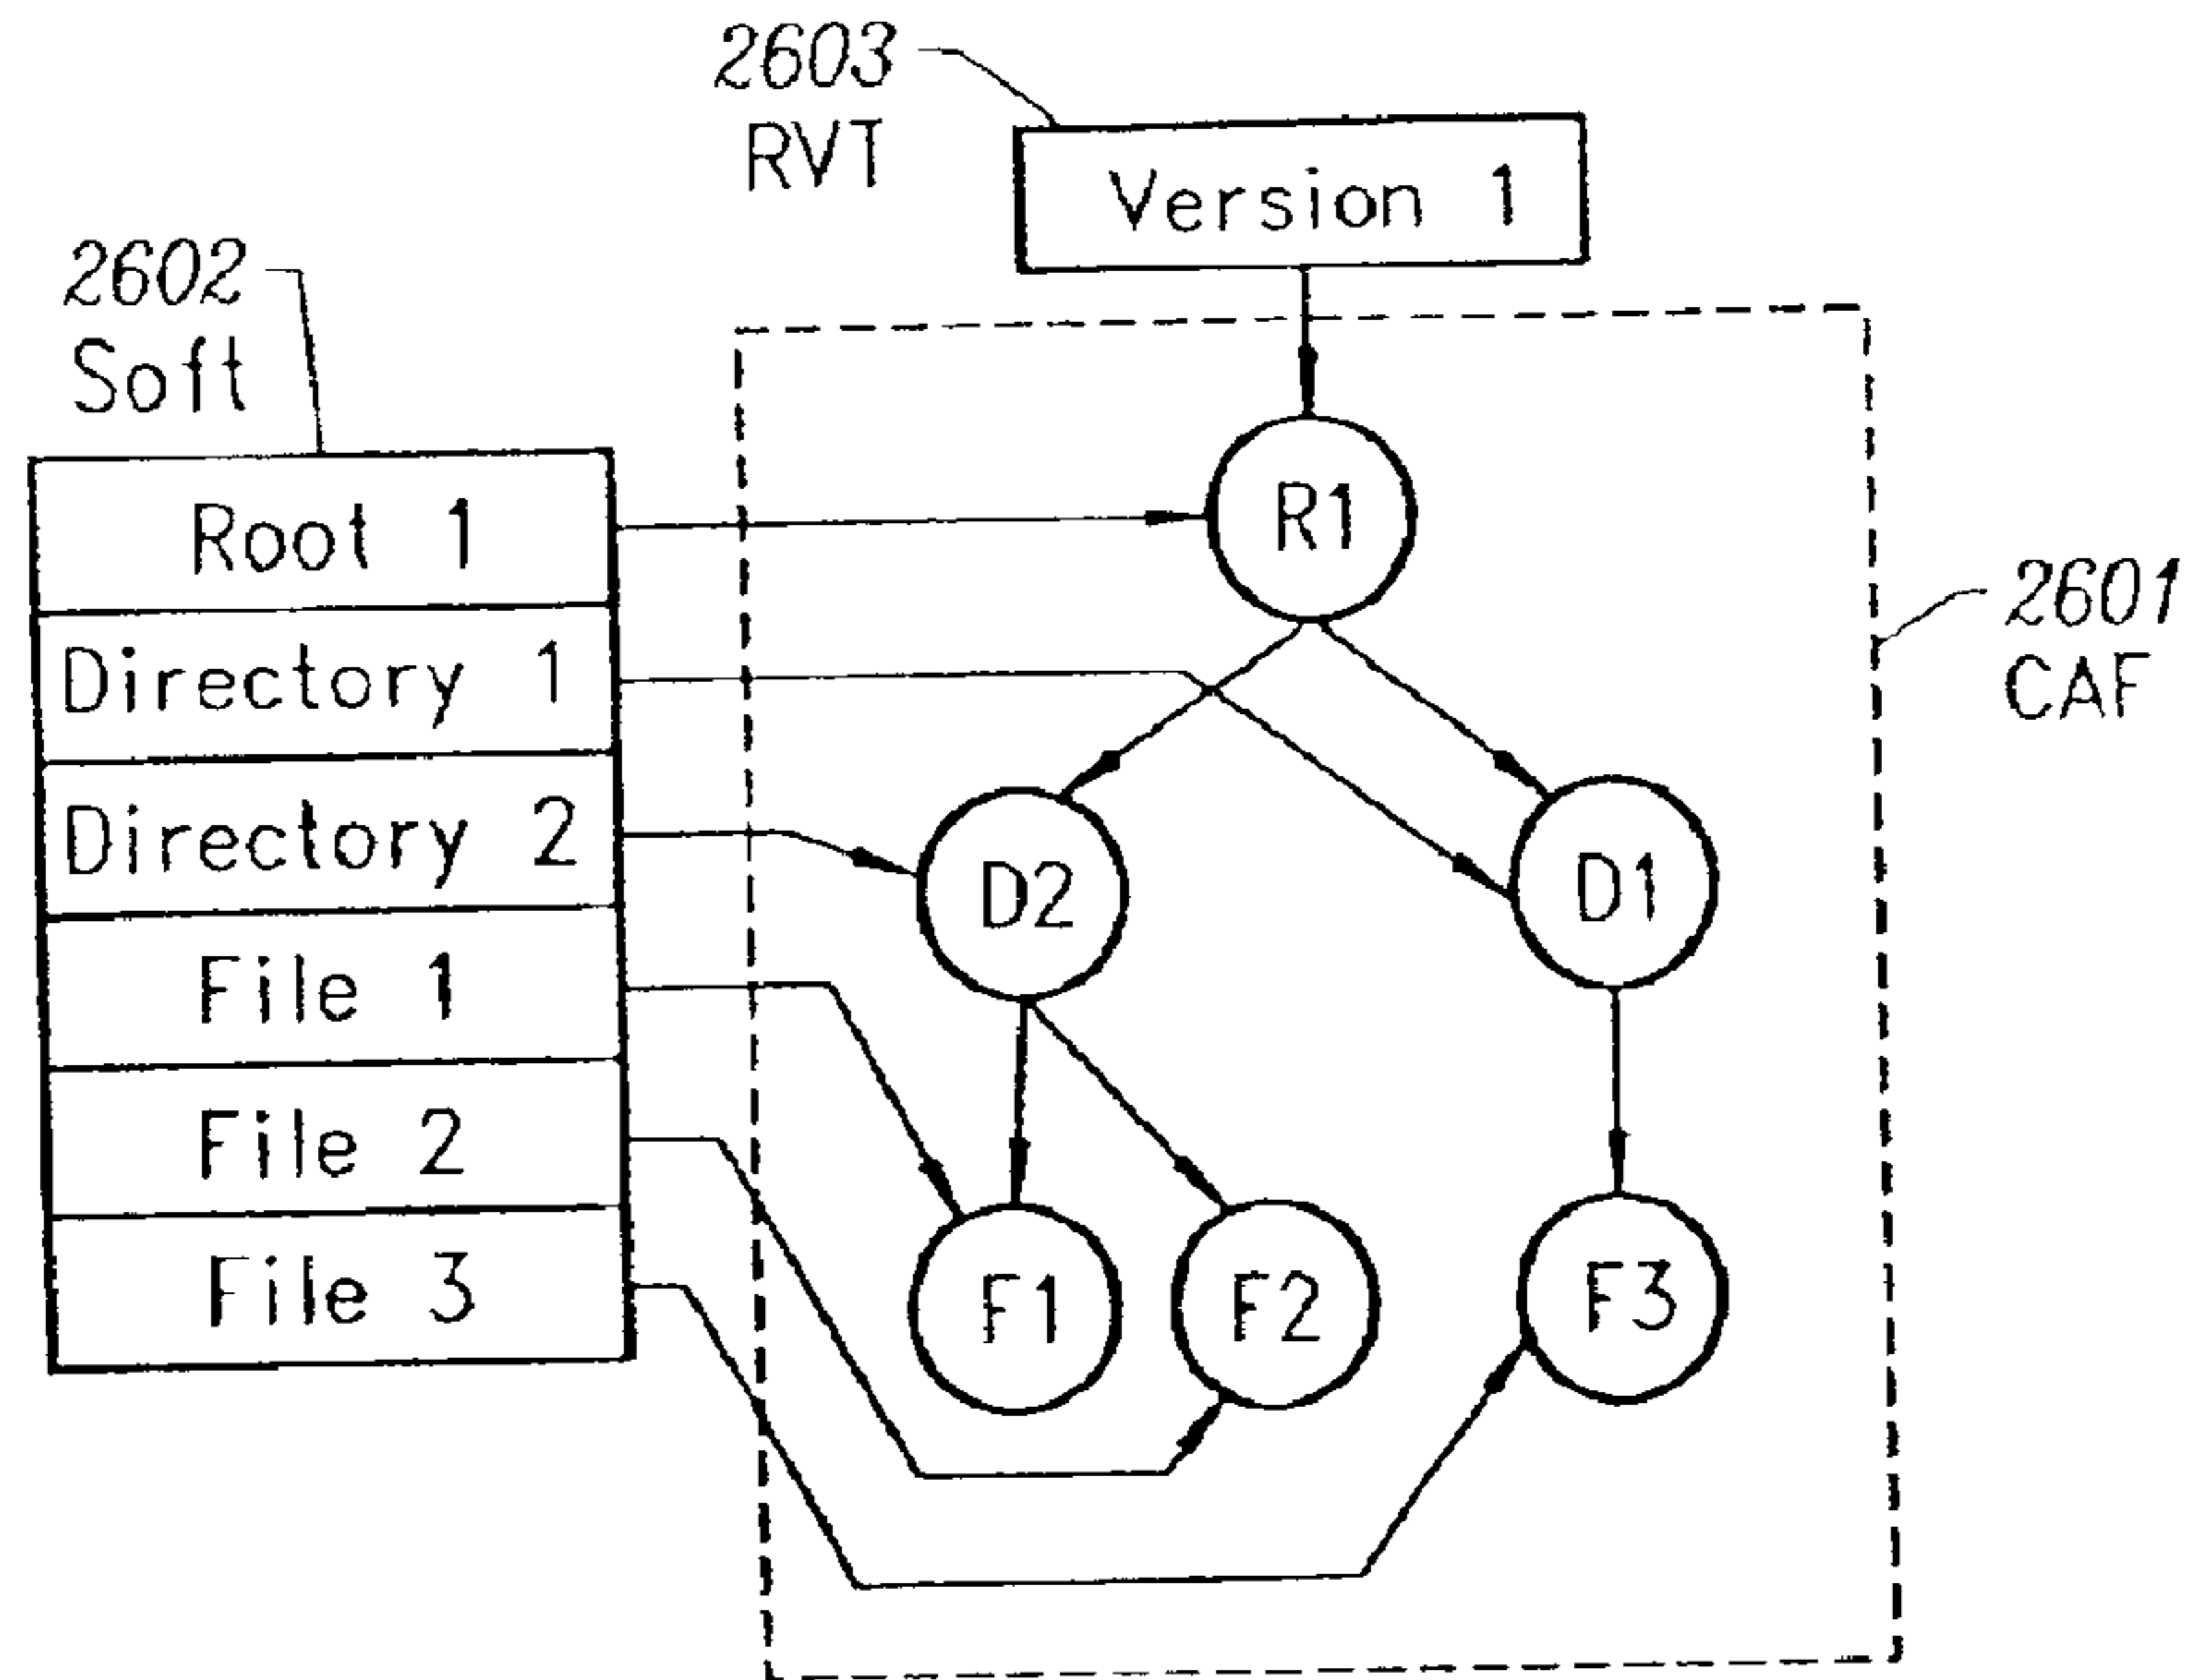 2603
RVT
Version 1
2602
Soft
Root 1
Directory 1
Directory 2
File 1
File 2
File 3
R1
D2
D1
F1
F2
F3
2601
CAF